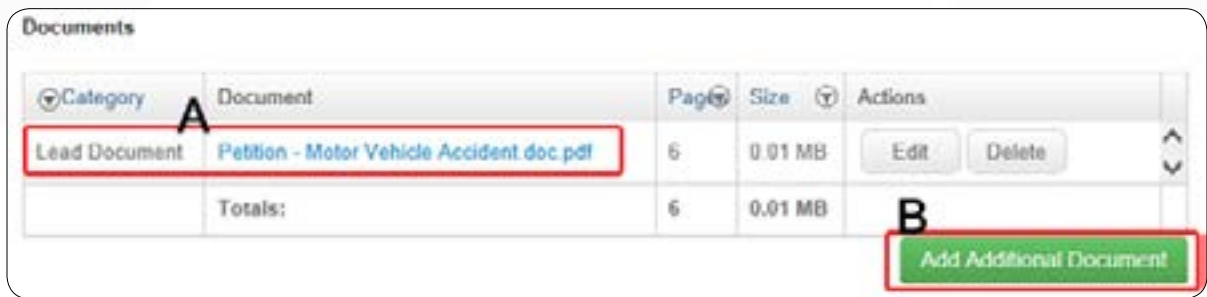 Documents
Category Document Pages Size Actions
A
Lead Document Petition - Motor Vehicle Accident.doc.pdf 6 0.01 MB Edit Delete
Totals: 6 0.01 MB
B
Add Additional Document